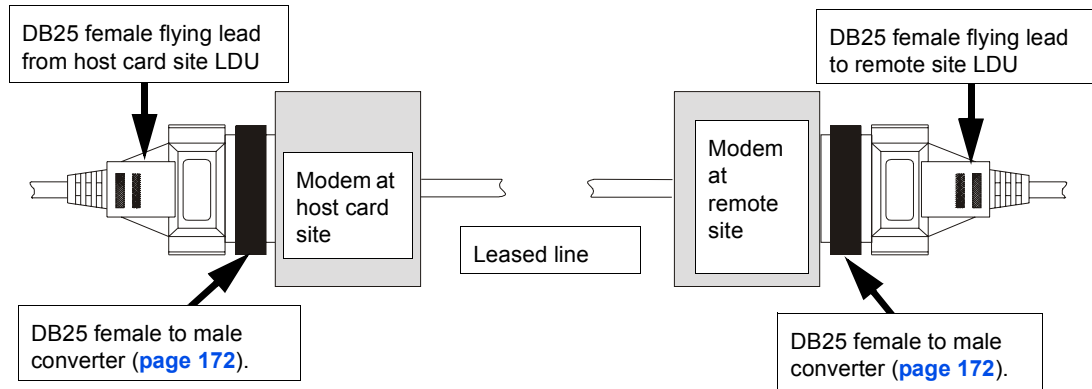 DB25 female flying lead
from host card site LDU
DB25 female flying lead
to remote site LDU
Modem at
host card
site
Modem
at
remote
site
Leased line
DB25 female to male
converter (page 172).
DB25 female to male
converter (page 172).